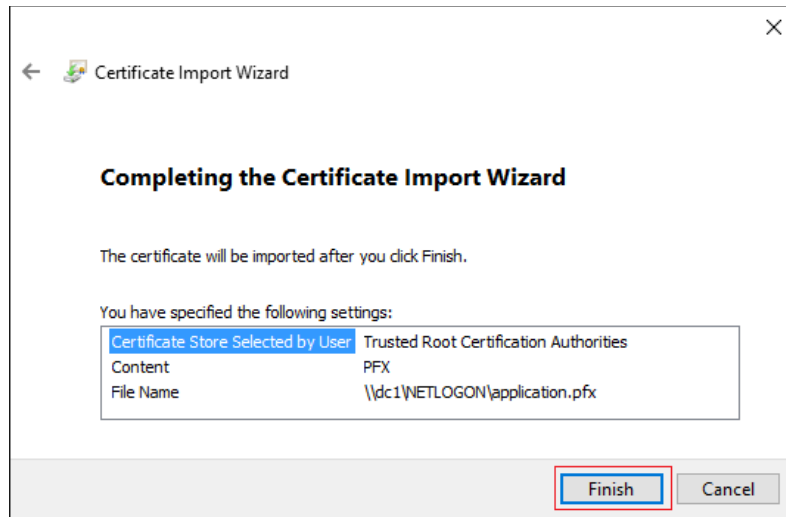 Certificate Import Wizard
Completing the Certificate Import Wizard
The certificate will be imported after you click Finish.
You have specified the following settings:
Certificate Store Selected by User Trusted Root Certification Authorities
Content PFX
File Name \\dc1\NETLOGON\application.pfx
Finish Cancel